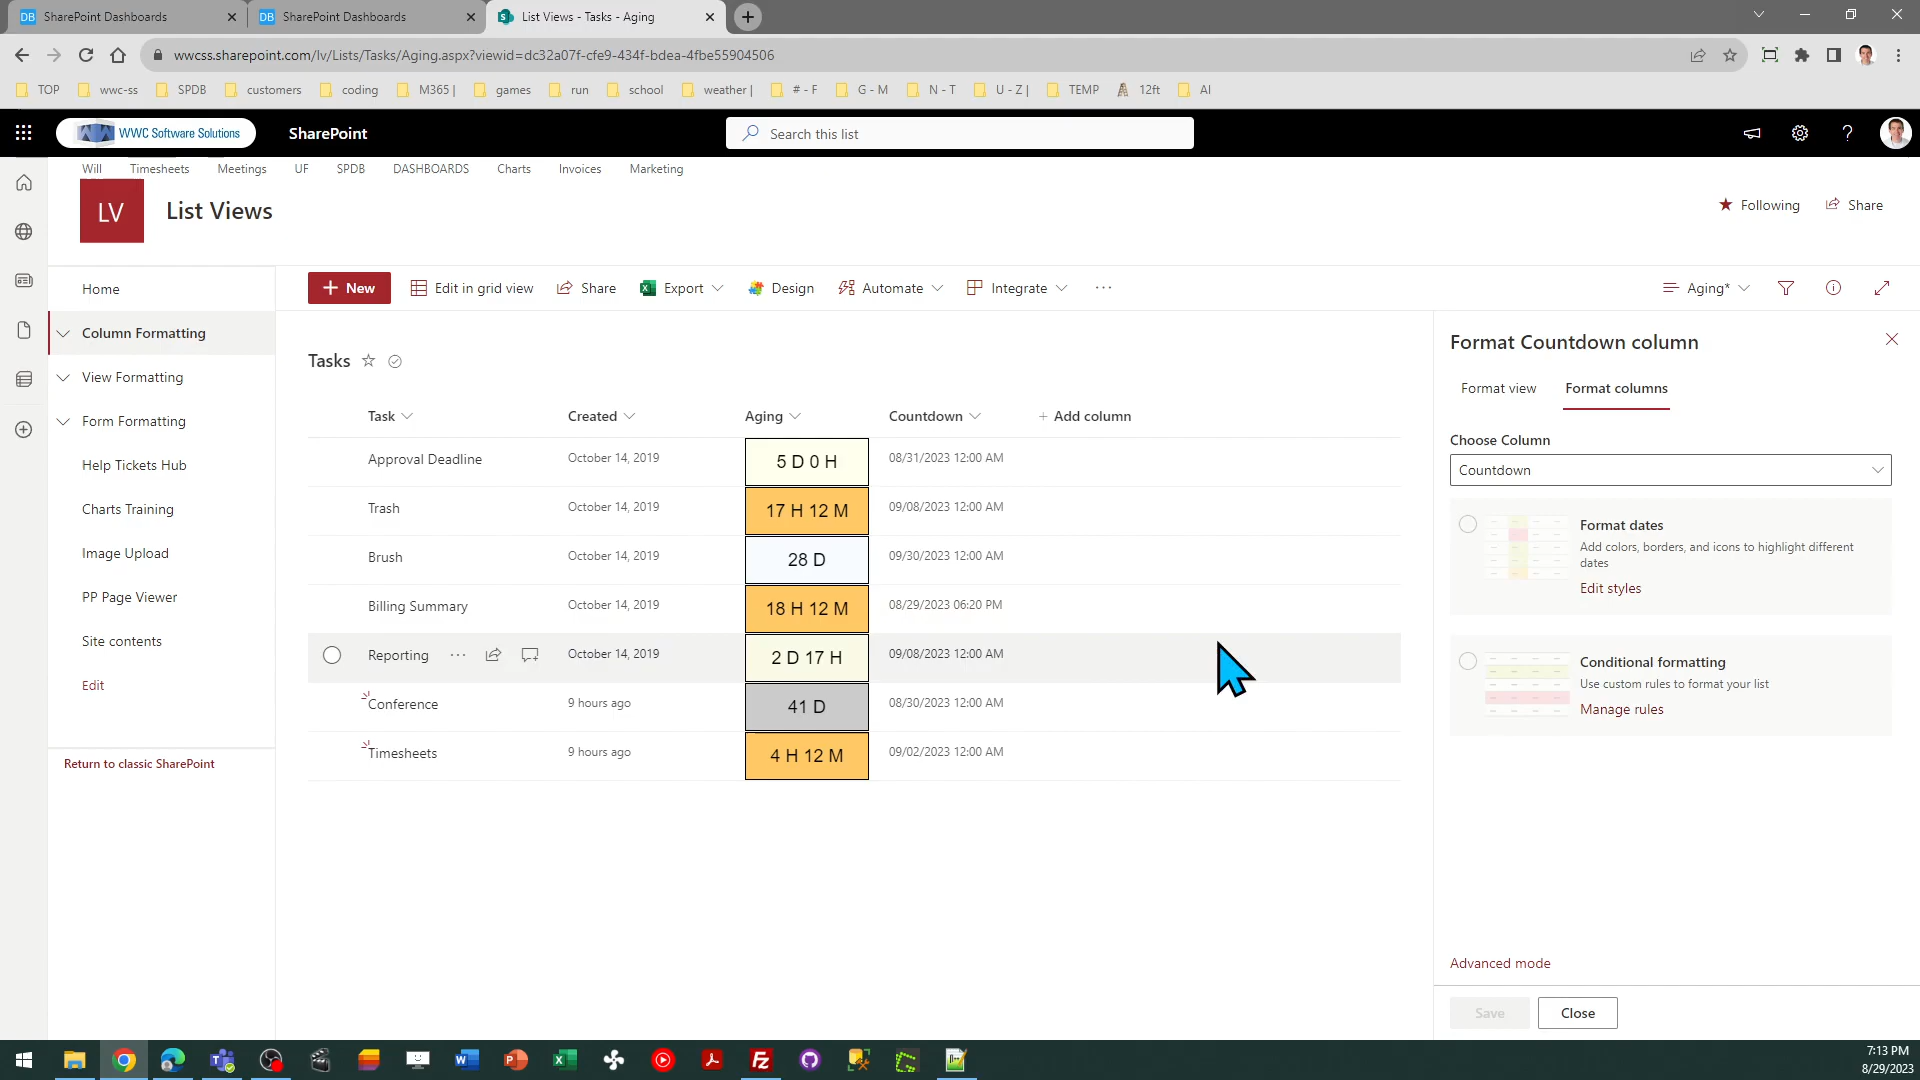 SharePoint Dashboards
SharePoint Dashboards
List Views - Tasks - Aging
wwcss.sharepoint.com/lv/Lists/Tasks/Aging.aspx?viewid=dc32a07f-cfe9-434f-bdea-4fbe55904506
TOP wwc-ss SPDB customers coding M365 | games run school weather | # - F G - M N - T U - Z | TEMP 12ft AI
WWC Software Solutions
SharePoint
Search this list
Will Timesheets Meetings UF SPDB DASHBOARDS Charts Invoices Marketing
LV
List Views
Following
Share
Home
Column Formatting
View Formatting
Form Formatting
Help Tickets Hub
Charts Training
Image Upload
PP Page Viewer
Site contents
Edit
Return to classic SharePoint
New
Edit in grid view
Share
Export
Design
Automate
Integrate
Aging*
Tasks
Task Created Aging Countdown + Add column
Approval Deadline October 14, 2019 5 D 0 H 08/31/2023 12:00 AM
Trash October 14, 2019 17 H 12 M 09/08/2023 12:00 AM
Brush October 14, 2019 28 D 09/30/2023 12:00 AM
Billing Summary October 14, 2019 18 H 12 M 08/29/2023 06:20 PM
Reporting October 14, 2019 2 D 17 H 09/08/2023 12:00 AM
Conference 9 hours ago 41 D 08/30/2023 12:00 AM
Timesheets 9 hours ago 4 H 12 M 09/02/2023 12:00 AM
Format Countdown column
Format view
Format columns
Choose Column
Countdown
Format dates
Add colors, borders, and icons to highlight different
dates
Edit styles
Conditional formatting
Use custom rules to format your list
Manage rules
Advanced mode
Save
Close
7:13 PM
8/29/2023